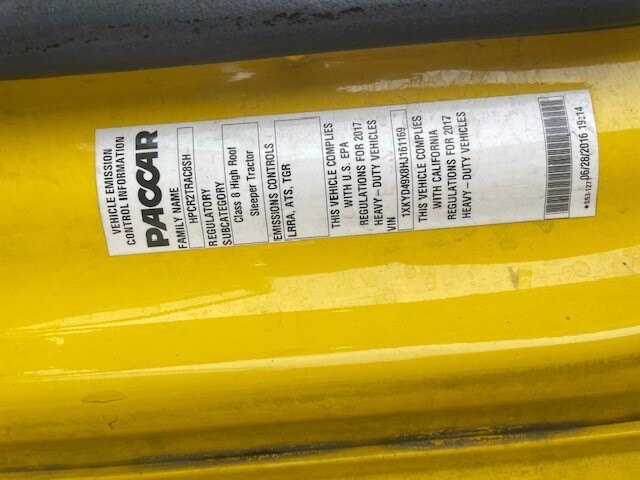 VEHICLE EMISSION
CONTROL INFORMATION
PACCAR
FAMILY NAME
HPCR2TRAC8SH
REGULATORY
SUBCATEGORY
Class 8 High Roof
Sleeper Tractor
EMISSIONS CONTROLS
LRRA, ATS, TGR
THIS VEHICLE COMPLIES
WITH U.S. EPA
REGULATIONS FOR 2017
HEAVY-DUTY VEHICLES
VIN
1XKYD49X8HJ161169
THIS VEHICLE COMPLIES
WITH CALIFORNIA
REGULATIONS FOR 2017
HEAVY-DUTY VEHICLES
06/28/2016 19:14